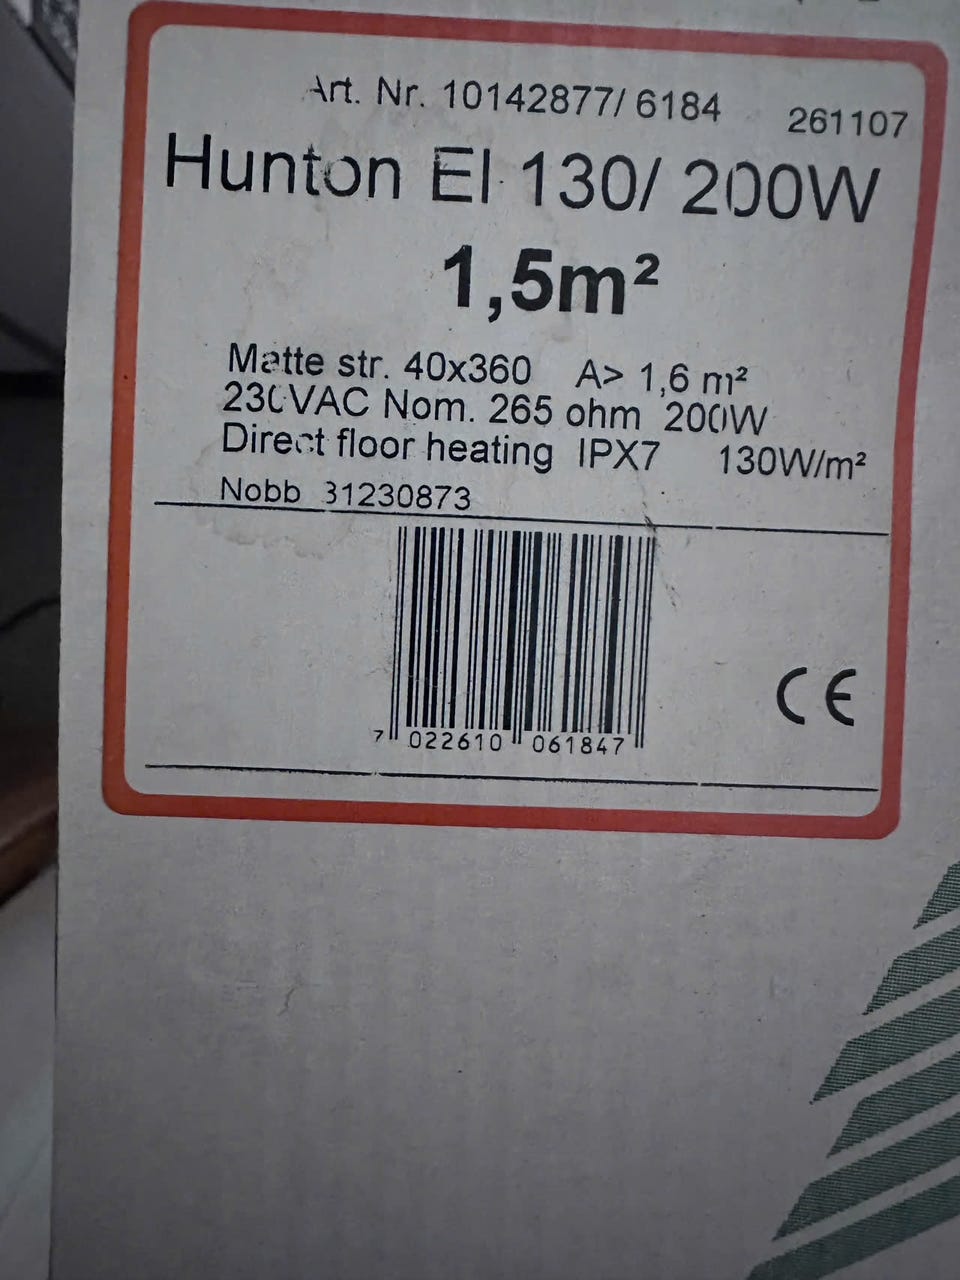 Art. Nr. 10142877/ 6184 261107
Hunton El 130/ 200W
1,5m²
Matte str. 40x360 A> 1,6 m²
230VAC Nom. 265 ohm 200W
Direct floor heating IPX7 130W/m²
Nobb 31230873
7 022610 061847
CE